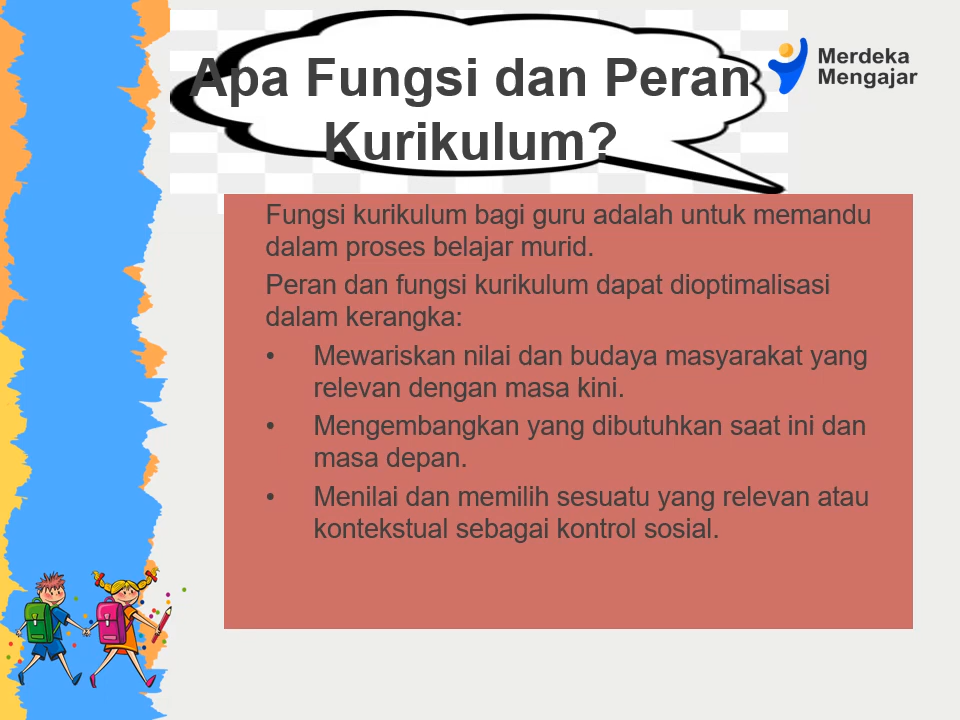 Apa Fungsi dan Peran
Kurikulum?
Merdeka
Mengajar
Fungsi kurikulum bagi guru adalah untuk memandu
dalam proses belajar murid.
Peran dan fungsi kurikulum dapat dioptimalisasi
dalam kerangka:
• Mewariskan nilai dan budaya masyarakat yang
relevan dengan masa kini.
• Mengembangkan yang dibutuhkan saat ini dan
masa depan.
• Menilai dan memilih sesuatu yang relevan atau
kontekstual sebagai kontrol sosial.